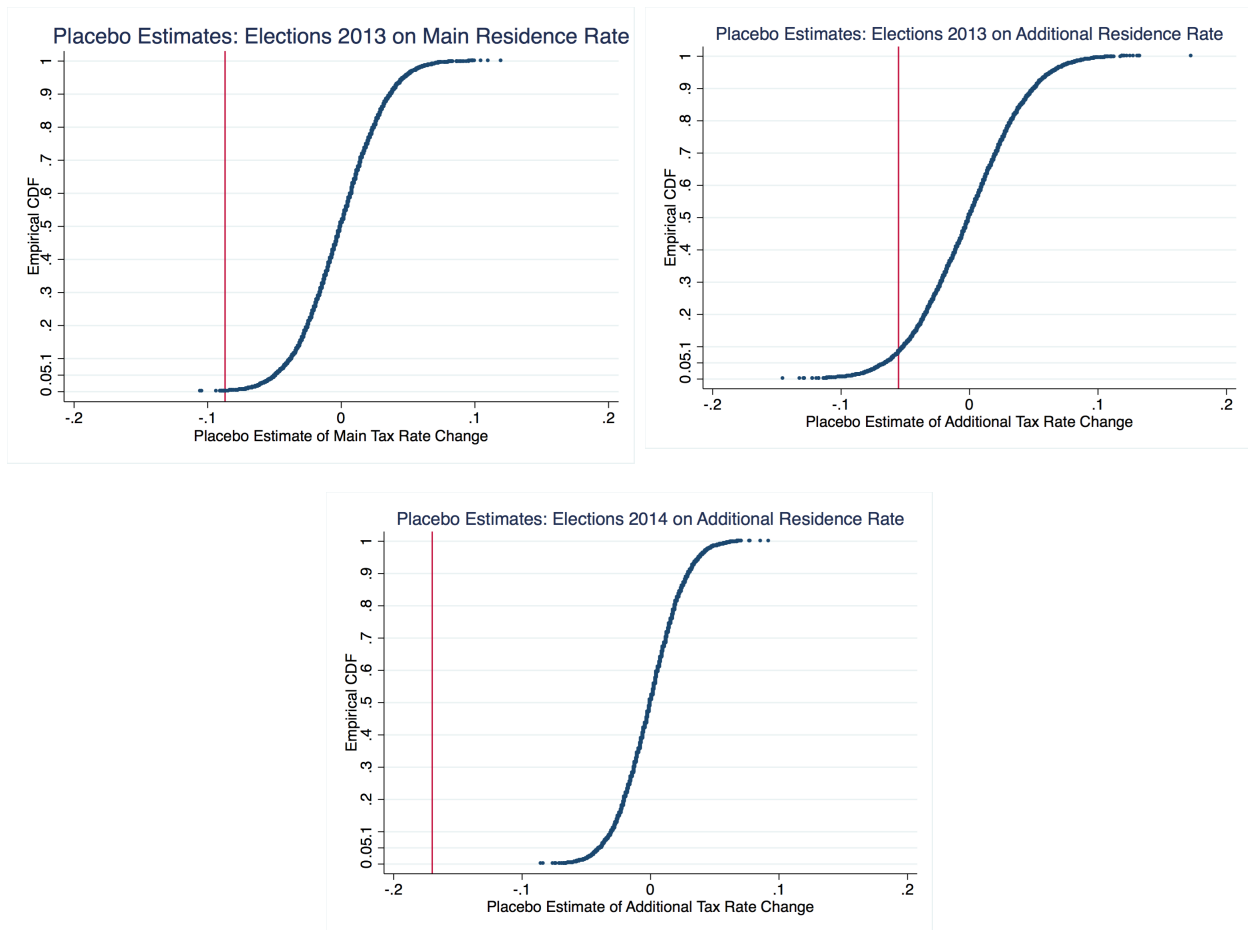 Placebo Estimates: Elections 2013 on Main Residence Rate
Empirical CDF
1
.9
.8
.7
.6
.5
.4
.3
.2
.1
0.05
-.2 -.1 0 .1 .2
Placebo Estimate of Main Tax Rate Change
Placebo Estimates: Elections 2013 on Additional Residence Rate
Empirical CDF
1
.9
.8
.7
.6
.5
.4
.3
.2
.1
0.05
-.2 -.1 0 .1 .2
Placebo Estimate of Additional Tax Rate Change
Placebo Estimates: Elections 2014 on Additional Residence Rate
Empirical CDF
1
.9
.8
.7
.6
.5
.4
.3
.2
.1
0.05
-.2 -.1 0 .1 .2
Placebo Estimate of Additional Tax Rate Change